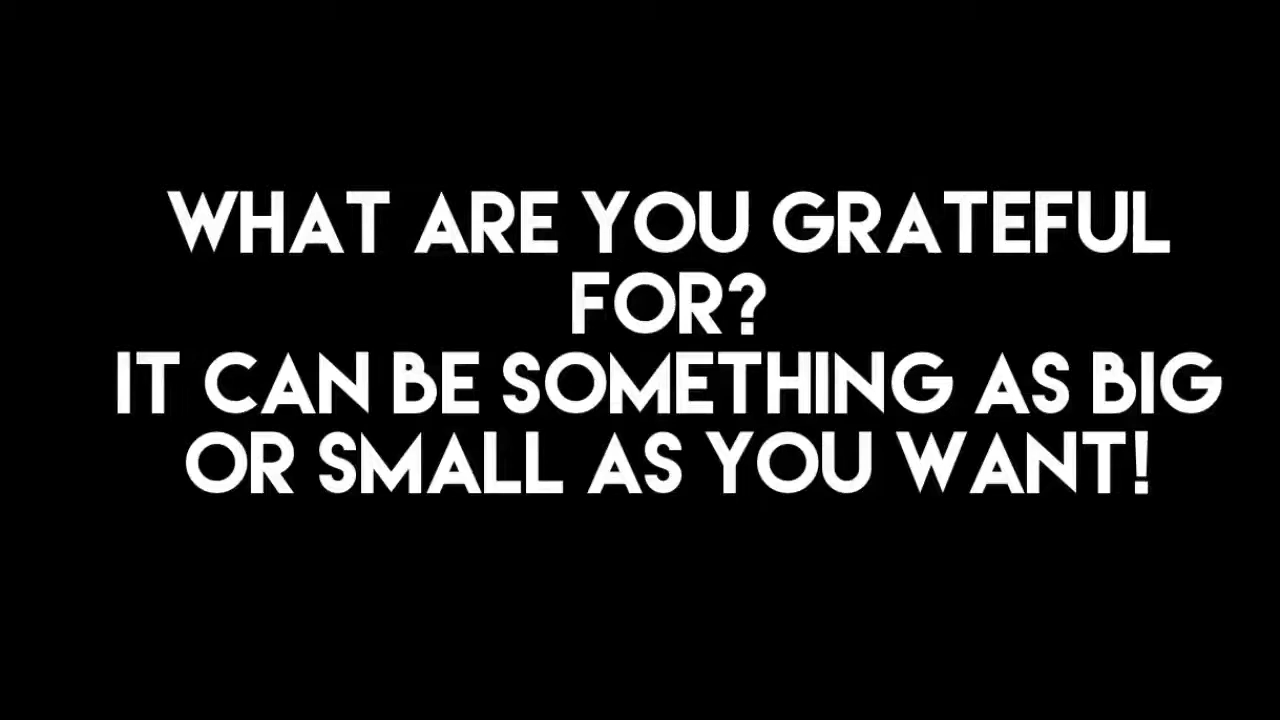 WHAT ARE YOU GRATEFUL
FOR?
IT CAN BE SOMETHING AS BIG
OR SMALL AS YOU WANT!